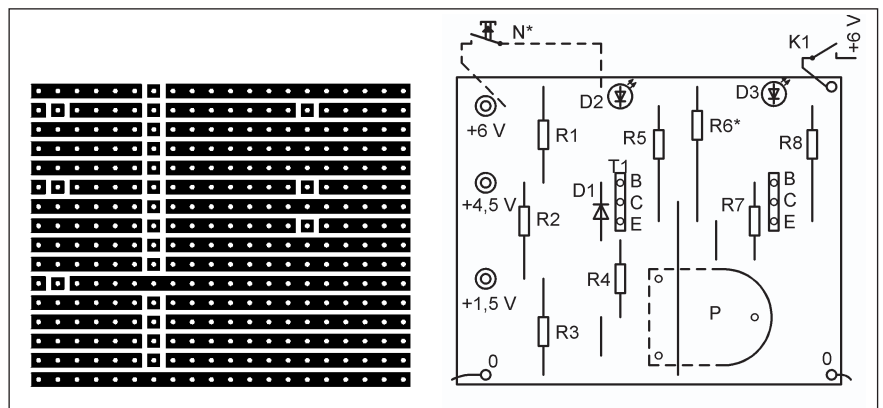 N*
K1
+6 V
D2
D3
+6 V
R1
R5
R6*
R8
T1
B
C
E
D1
+4,5 V
R2
B
C
E
R7
R4
+1,5 V
P
R3
0
0